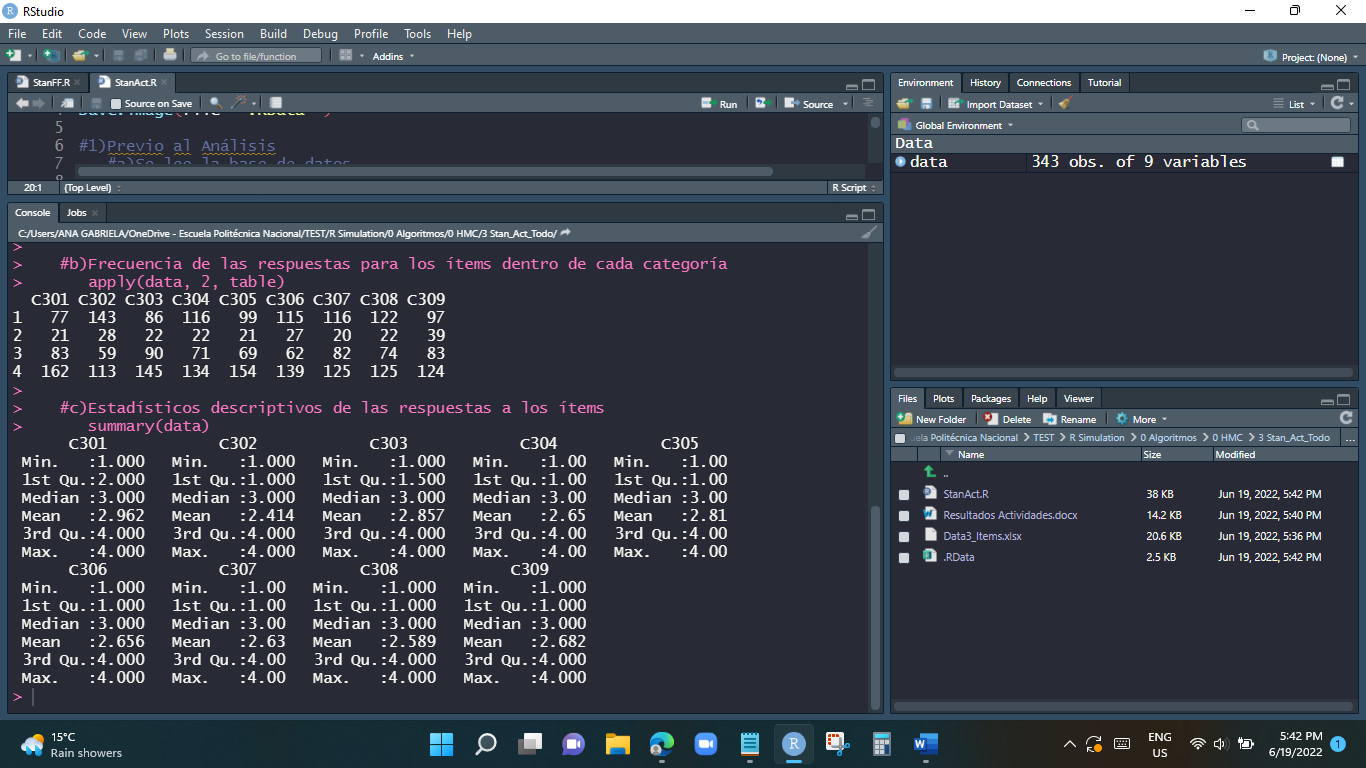 RStudio
File Edit Code View Plots Session Build Debug Profile Tools Help
Go to file/function Addins Project: (None)
StanFF.R StanAct.R
Source on Save Run Source
5
6 #1)Previo al Análisis
7 #a)Se lee la base de datos
20:1 (Top Level) R Script
Console Jobs
C:/Users/ANA GABRIELA/OneDrive - Escuela Politécnica Nacional/TEST/R Simulation/0 Algoritmos/0 HMC/3 Stan_Act_Todo/
>
> #b)Frecuencia de las respuestas para los ítems dentro de cada categoría
> apply(data, 2, table)
c301 c302 c303 c304 c305 c306 c307 c308 c309
1 77 143 86 116 99 115 116 122 97
2 21 28 22 22 21 27 20 22 39
3 83 59 90 71 69 62 82 74 83
4 162 113 145 134 154 139 125 125 124
>
> #c)Estadísticos descriptivos de las respuestas a los ítems
> summary(data)
c301 c302 c303 c304 c305
Min. :1.000 Min. :1.000 Min. :1.000 Min. :1.00 Min. :1.00
1st Qu.:2.000 1st Qu.:1.000 1st Qu.:1.500 1st Qu.:1.00 1st Qu.:1.00
Median :3.000 Median :3.000 Median :3.000 Median :3.00 Median :3.00
Mean :2.962 Mean :2.414 Mean :2.857 Mean :2.65 Mean :2.81
3rd Qu.:4.000 3rd Qu.:4.000 3rd Qu.:4.000 3rd Qu.:4.00 3rd Qu.:4.00
Max. :4.000 Max. :4.000 Max. :4.000 Max. :4.00 Max. :4.00
c306 c307 c308 c309
Min. :1.000 Min. :1.00 Min. :1.000 Min. :1.000
1st Qu.:1.000 1st Qu.:1.00 1st Qu.:1.000 1st Qu.:1.000
Median :3.000 Median :3.00 Median :3.000 Median :3.000
Mean :2.656 Mean :2.63 Mean :2.589 Mean :2.682
3rd Qu.:4.000 3rd Qu.:4.00 3rd Qu.:4.000 3rd Qu.:4.000
Max. :4.000 Max. :4.00 Max. :4.000 Max. :4.000
>
Environment History Connections Tutorial
Import Dataset List
Global Environment
Data
data 343 obs. of 9 variables
Files Plots Packages Help Viewer
New Folder Delete Rename More
uela Politécnica Nacional > TEST > R Simulation > 0 Algoritmos > 0 HMC > 3 Stan_Act_Todo ...
Name Size Modified
..
StanAct.R 38 KB Jun 19, 2022, 5:42 PM
Resultados Actividades.docx 14.2 KB Jun 19, 2022, 5:40 PM
Data3_Items.xlsx 20.6 KB Jun 19, 2022, 5:36 PM
.RData 2.5 KB Jun 19, 2022, 5:42 PM
15°C
Rain showers
ENG
US
5:42 PM
6/19/2022
1